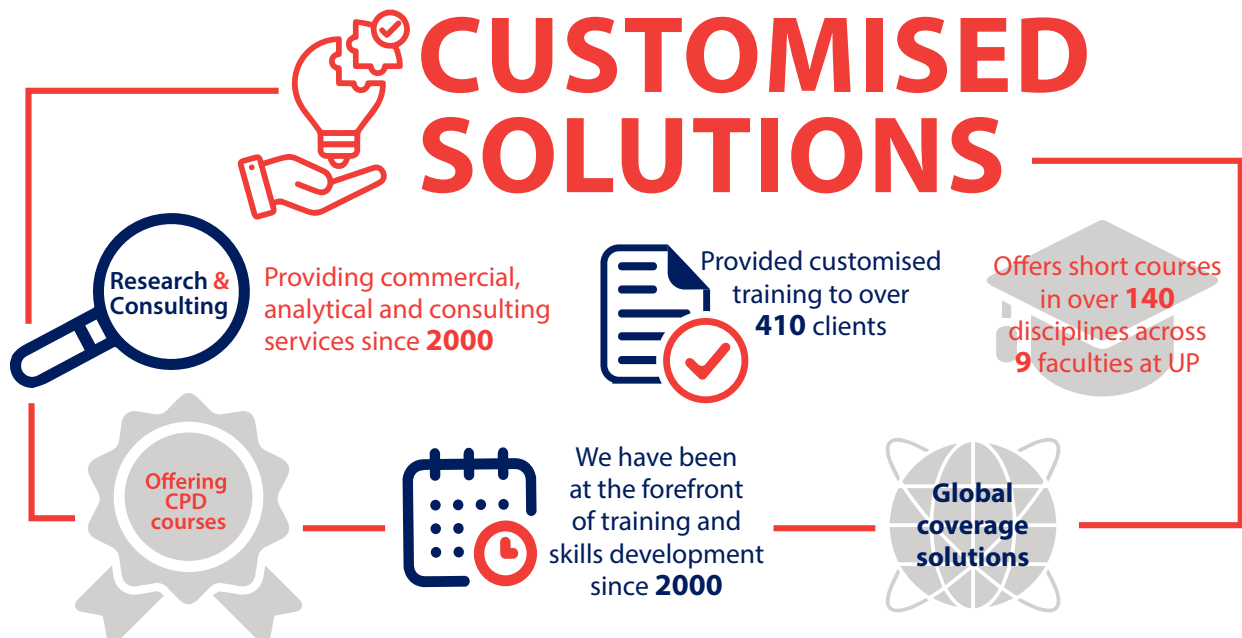 CUSTOMISED
SOLUTIONS
Research &
Consulting
Providing commercial,
analytical and consulting
services since 2000
Provided customised
training to over
410 clients
Offers short courses
in over 140
disciplines across
9 faculties at UP
Offering
CPD
courses
We have been
at the forefront
of training and
skills development
since 2000
Global
coverage
solutions